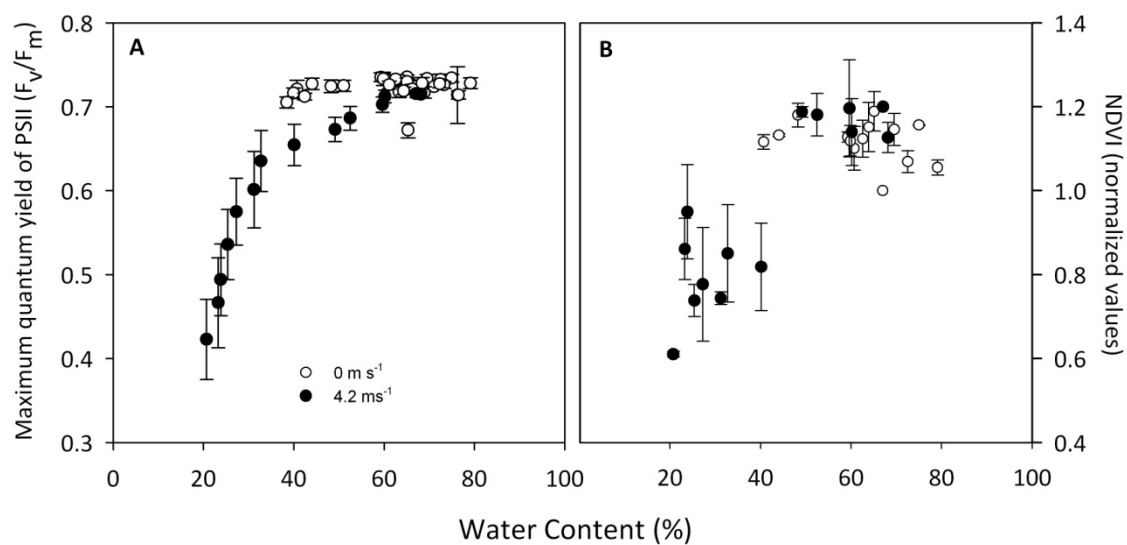 A
B
Maximum quantum yield of PSII (Fv/Fm)
0.8
0.7
0.6
0.5
0.4
0.3
0 m s-1
4.2 ms-1
0 20 40 60 80 100
20 40 60 80 100
1.4
1.2
1.0
0.8
0.6
0.4
NDVI (normalized values)
Water Content (%)